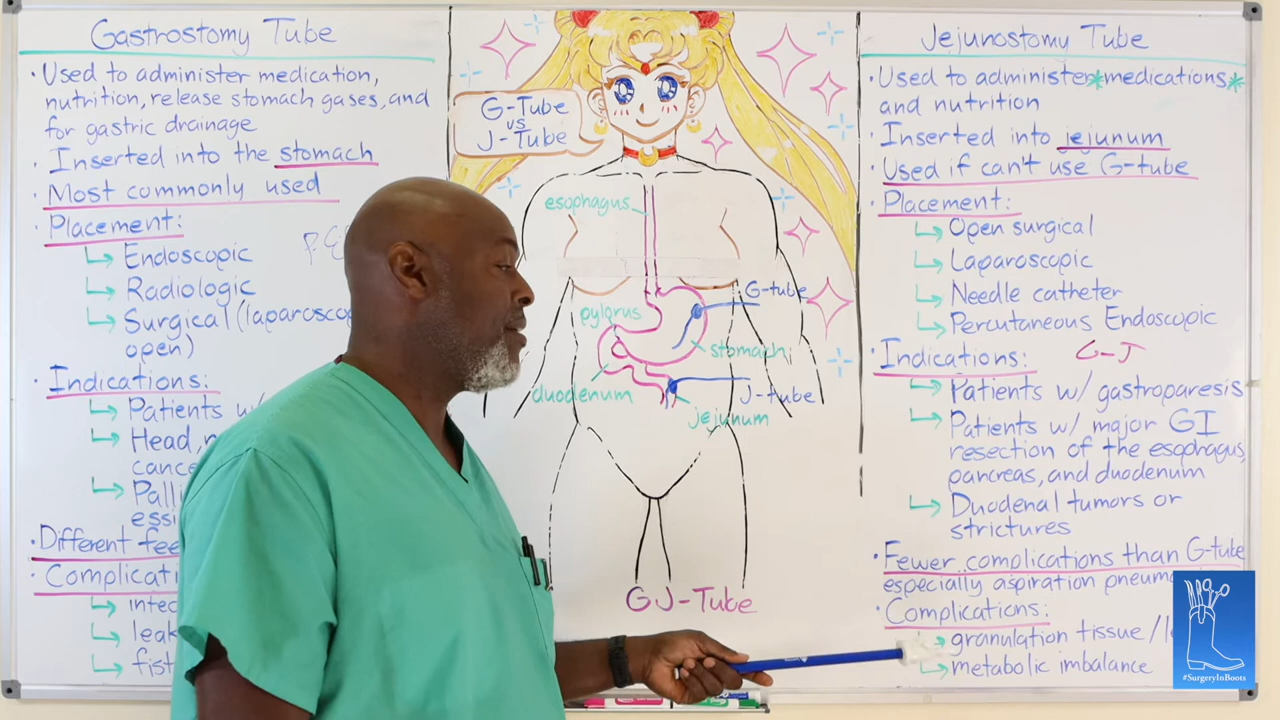 Gastrostomy Tube
• Used to administer medication,
nutrition, release stomach gases, and
for gastric drainage
• Inserted into the stomach
• Most commonly used
• Placement:
Endoscopic
Radiologic
Surgical (laparosco
open)
• Indications:
Patients w/
Head, n
cance
Palli
essi
• Different fee
• Complicati
infec
leak
fist
G-Tube
vs
J-Tube
esophagus
G-tube
pylorus
stomach
duodenum
J-tube
jejunum
GJ-Tube
Jejunostomy Tube
• Used to administer *medications*
and nutrition
• Inserted into jejunum
• Used if can't use G-tube
• Placement:
Open surgical
Laparoscopic
Needle catheter
Percutaneous Endoscopic
G-J
• Indications:
Patients w/ gastroparesis
Patients w/ major GI
resection of the esophagus,
pancreas, and duodenum
Duodenal tumors or
strictures
• Fewer complications than G-tube
especially aspiration pneum
• Complications:
granulation tissue/l
metabolic imbalance
#SurgeryInBoots